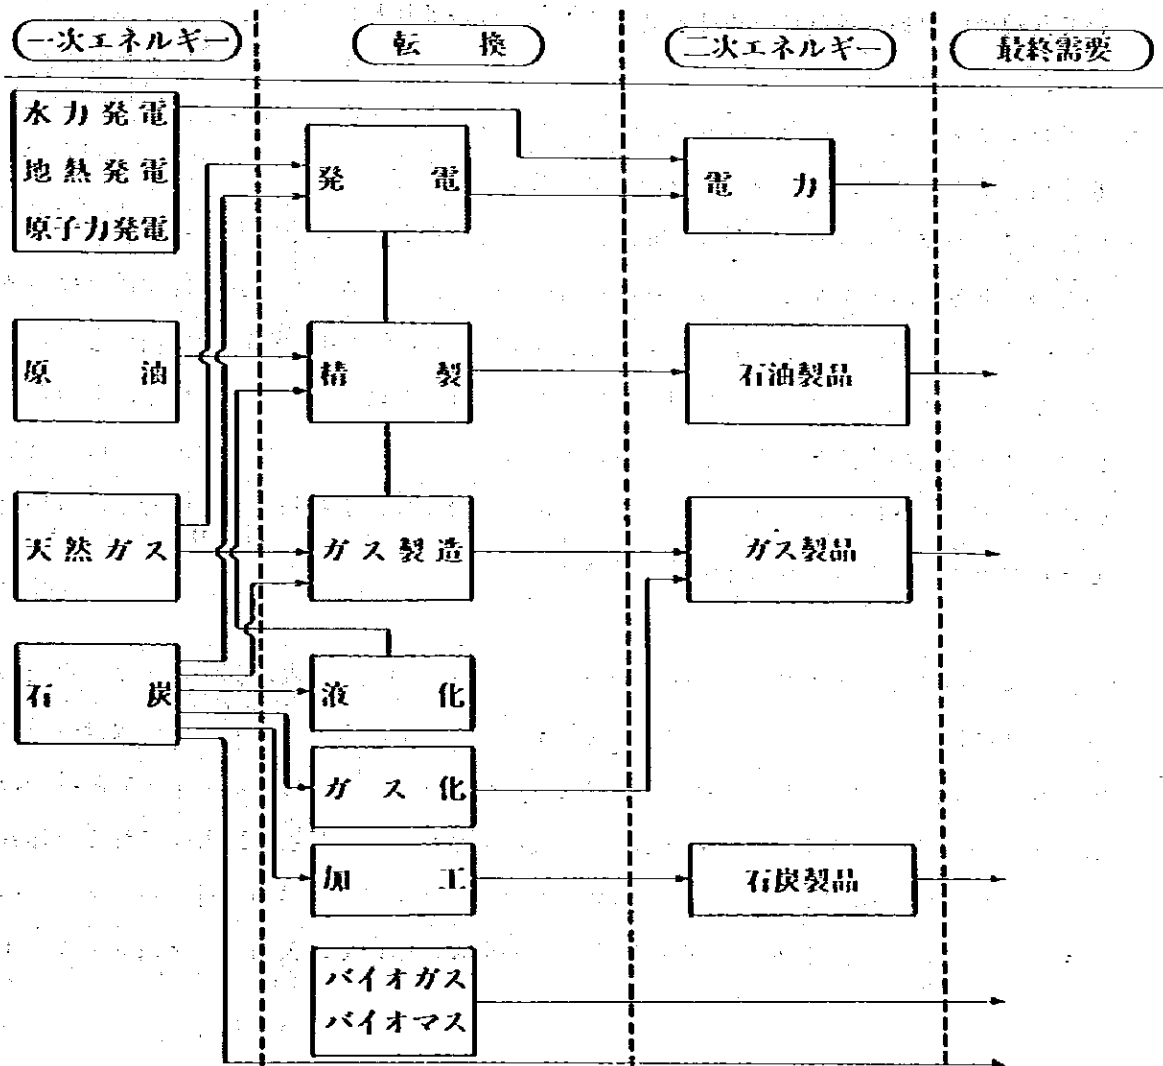 一次エネルギー
転換
二次エネルギー
最終需要
水力発電
地熱発電
原子力発電
発電
電力
原油
精製
石油製品
天然ガス
ガス製造
ガス製品
石炭
液化
ガス化
加工
石炭製品
バイオガス
バイオマス